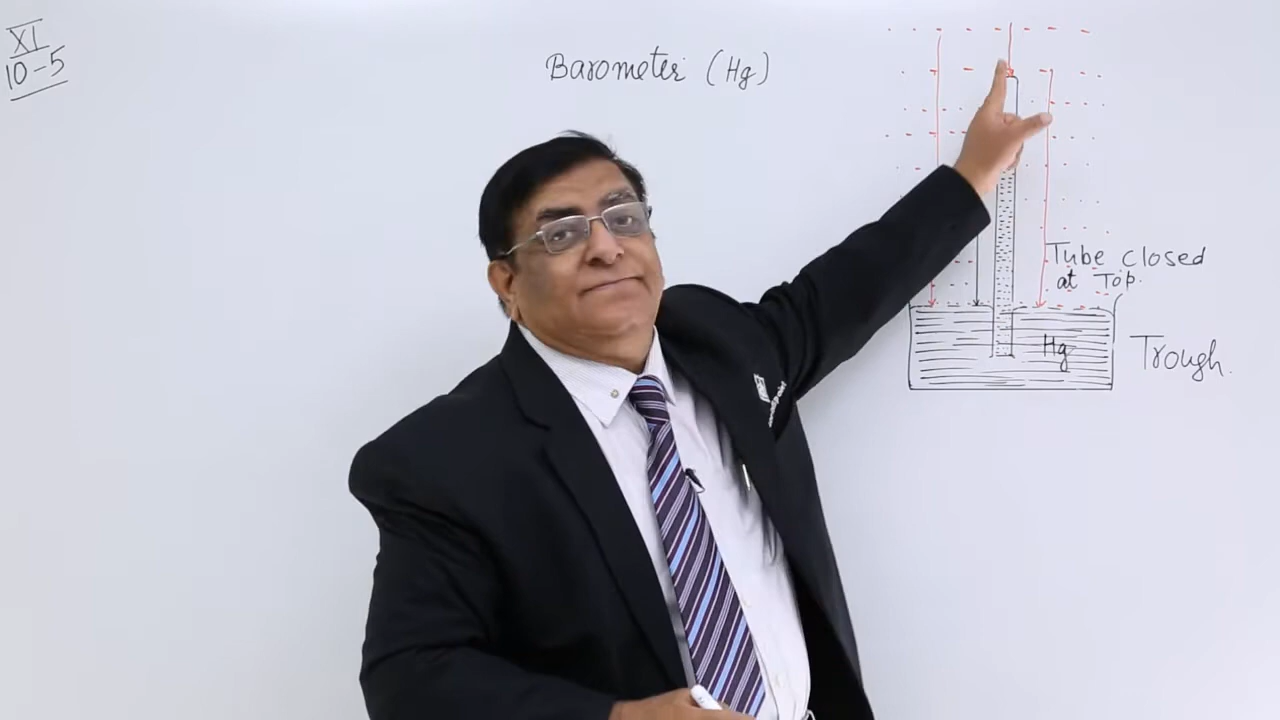 XI
10-5
Barometer (Hg)
Tube closed
at Top.
Hg
Trough.